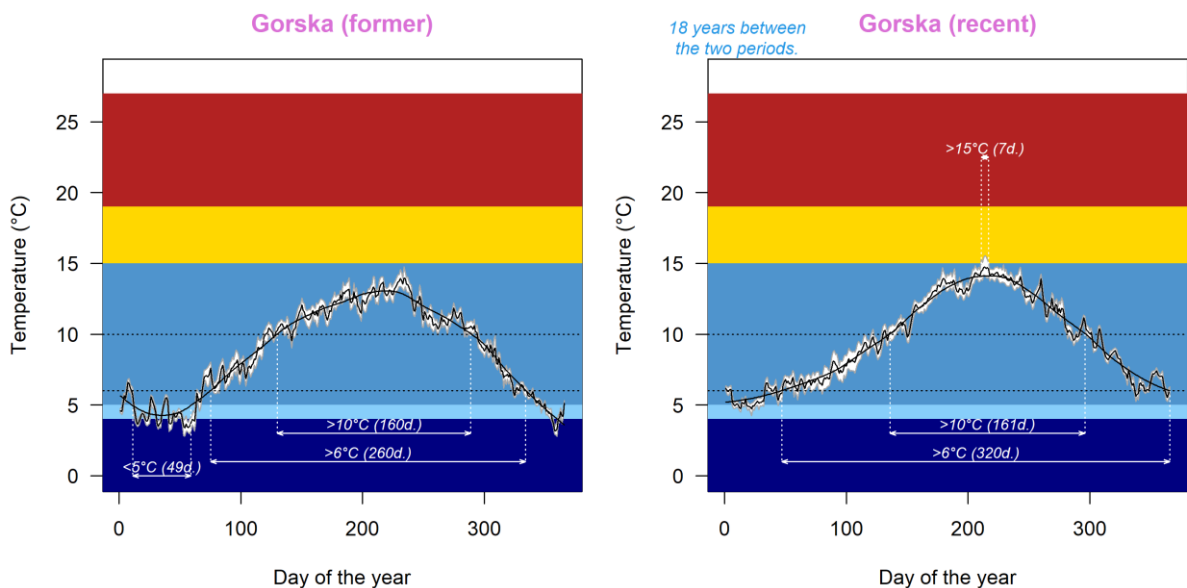 Gorska (former)
25
20
15
10
5
0
Temperature (°C)
>10°C (160d.)
>6°C (260d.)
<5°C (49d.)
0
100
200
300
Day of the year
18 years between
the two periods.
Gorska (recent)
25
20
15
10
5
0
Temperature (°C)
>15°C (7d.)
>10°C (161d.)
>6°C (320d.)
0
100
200
300
Day of the year